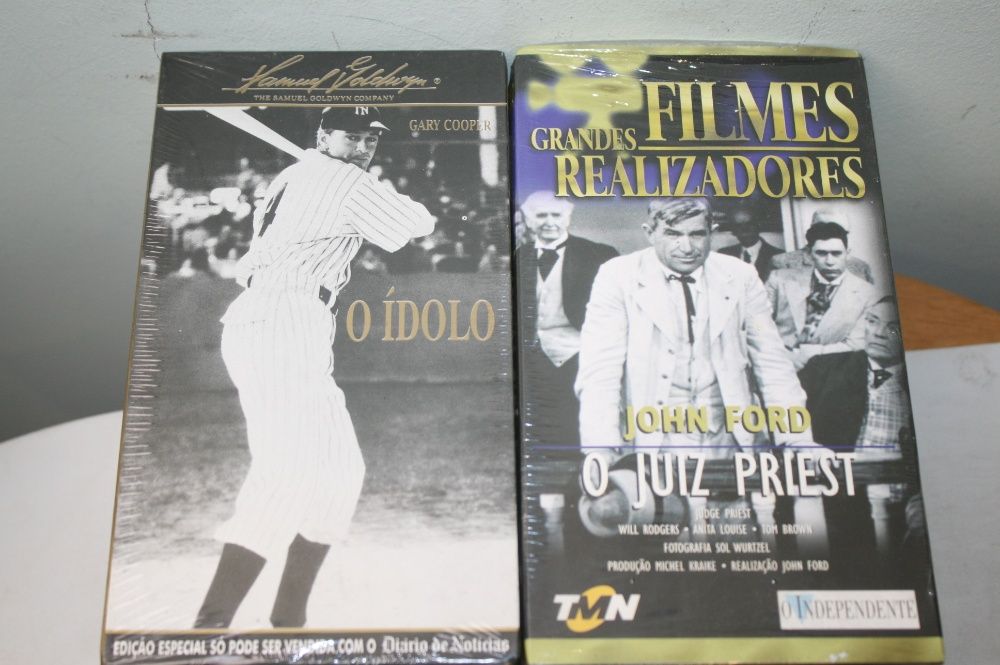 Samuel Goldwyn ®
THE SAMUEL GOLDWYN COMPANY
GARY COOPER
O ÍDOLO
EDIÇÃO ESPECIAL SÓ PODE SER VENDIDA COM O Diário de Notícias
FILMES
GRANDES
REALIZADORES
JOHN FORD
O JUIZ PRIEST
JUDGE PRIEST
WILL RODGERS • ANITA LOUISE • TOM BROWN
FOTOGRAFIA SOL WURTZEL
PRODUÇÃO MICHEL KRAIKE • REALIZAÇÃO JOHN FORD
TMN
O INDEPENDENTE